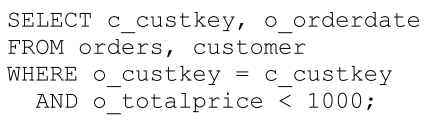 SELECT c_custkey, o_orderdate
FROM orders, customer
WHERE o_custkey = c_custkey
  AND o_totalprice < 1000;